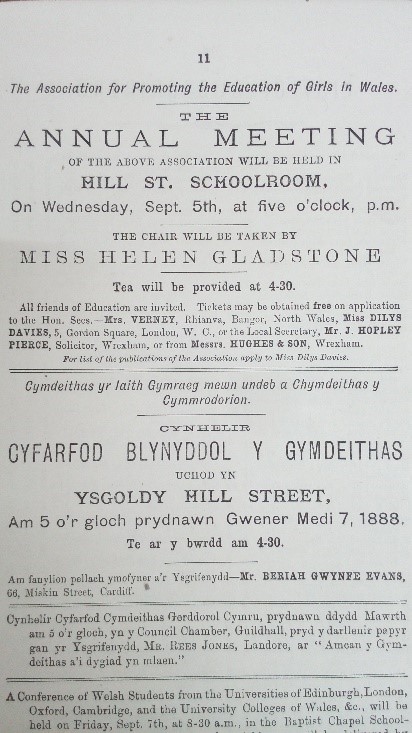 11
The Association for Promoting the Education of Girls in Wales.
THE
ANNUAL MEETING
OF THE ABOVE ASSOCIATION WILL BE HELD IN
HILL ST. SCHOOLROOM,
On Wednesday, Sept. 5th, at five o'clock, p.m.
THE CHAIR WILL BE TAKEN BY
MISS HELEN GLADSTONE
Tea will be provided at 4-30.
All friends of Education are invited. Tickets may be obtained free on application
to the Hon. Secs.—Mrs. VERNEY, Rhianva, Bangor, North Wales, Miss DILYS
DAVIES, 5, Gordon Square, London, W. C., or the Local Secretary, Mr. J. HOPLEY
PIERCE, Solicitor, Wrexham, or from Messrs. HUGHES & SON, Wrexham.
For list of the publications of the Association apply to Miss Dilys Davies.
Cymdeithas yr Iaith Gymraeg mewn undeb a Chymdeithas y
Cymmrodorion.
CYNHELIR
CYFARFOD BLYNYDDOL Y GYMDEITHAS
UCHOD YN
YSGOLDY HILL STREET,
Am 5 o'r gloch prydnawn Gwener Medi 7, 1888.
Te ar y bwrdd am 4-30.
Am fanylion pellach ymofyner a'r Ysgrifenydd—Mr. BERIAH GWYNFE EVANS,
66, Miskin Street, Cardiff.
Cynhelir Cyfarfod Cymdeithas Gerddorol Cymru, prydnawn ddydd Mawrth
am 5 o'r gloch, yn y Council Chamber, Guildhall, pryd y darllenir papyr
gan yr Ysgrifenydd, MR. REES JONES, Landore, ar "Amcan y Gym-
deithas a'i dygiad yn mlaen."
A Conference of Welsh Students from the Universities of Edinburgh, London,
Oxford, Cambridge, and the University Colleges of Wales, &c., will be
held on Friday, Sept. 7th, at 8-30 a.m., in the Baptist Chapel School-